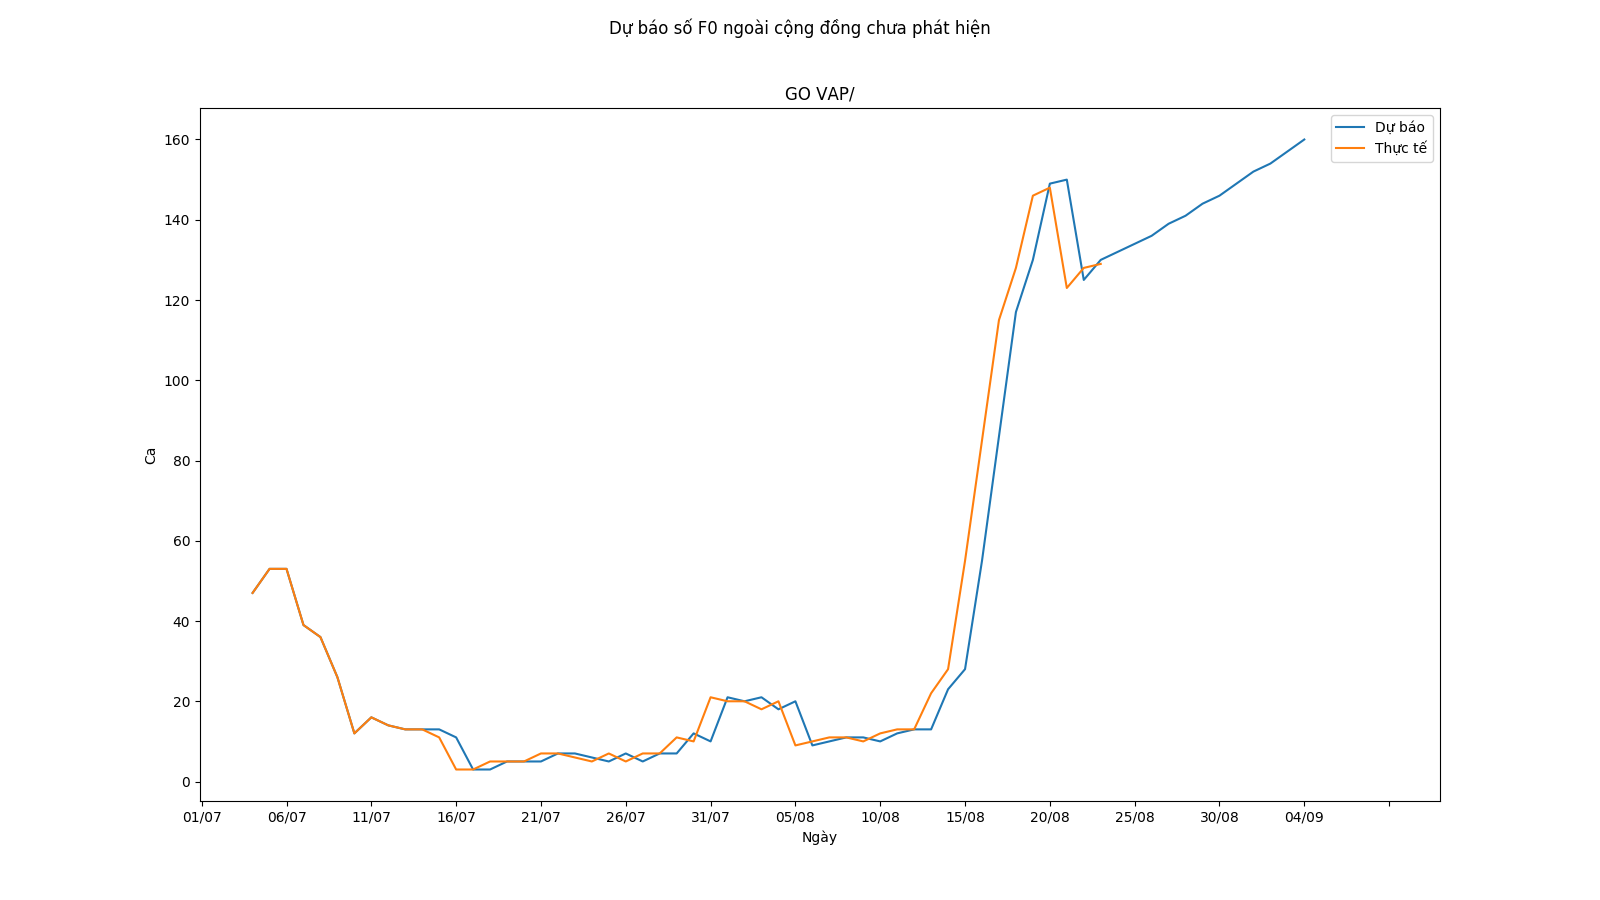 Dự báo số F0 ngoài cộng đồng chưa phát hiện
GO VAP/
Dự báo
Thực tế
160
140
120
100
80
60
40
20
0
Ca
01/07 06/07 11/07 16/07 21/07 26/07 31/07 05/08 10/08 15/08 20/08 25/08 30/08 04/09
Ngày